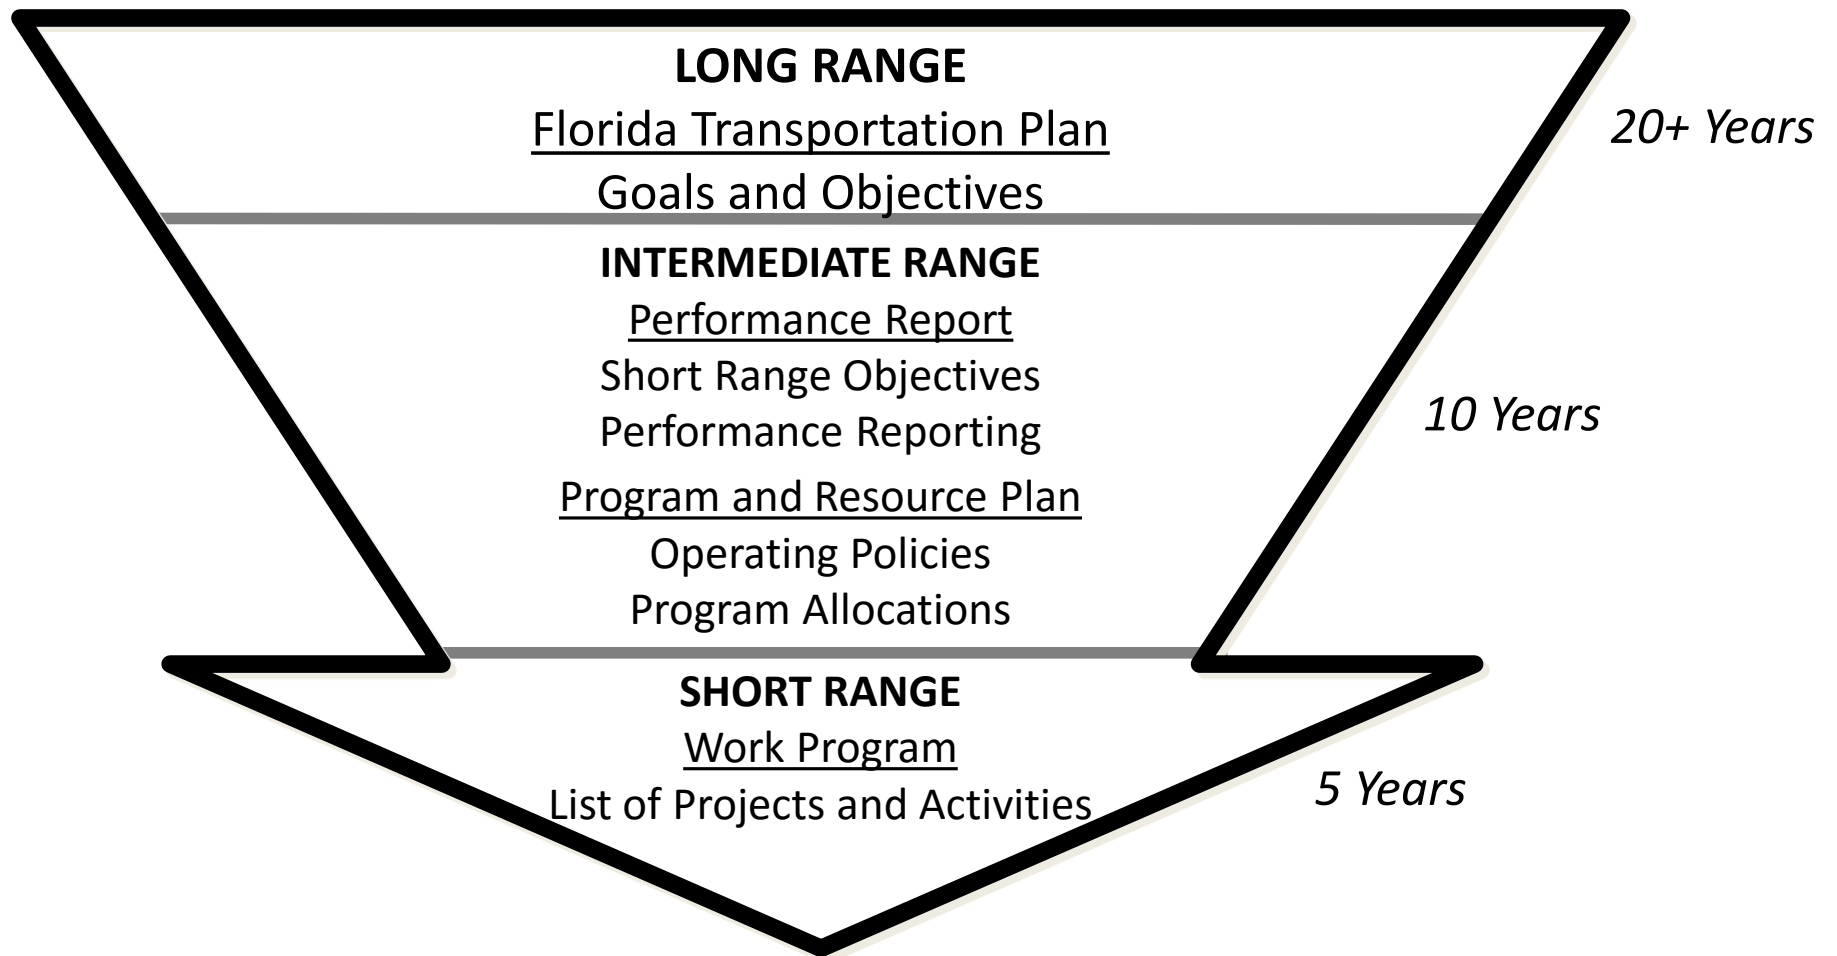 LONG RANGE
Florida Transportation Plan
Goals and Objectives
20+ Years
INTERMEDIATE RANGE
Performance Report
Short Range Objectives
Performance Reporting
Program and Resource Plan
Operating Policies
Program Allocations
10 Years
SHORT RANGE
Work Program
List of Projects and Activities
5 Years